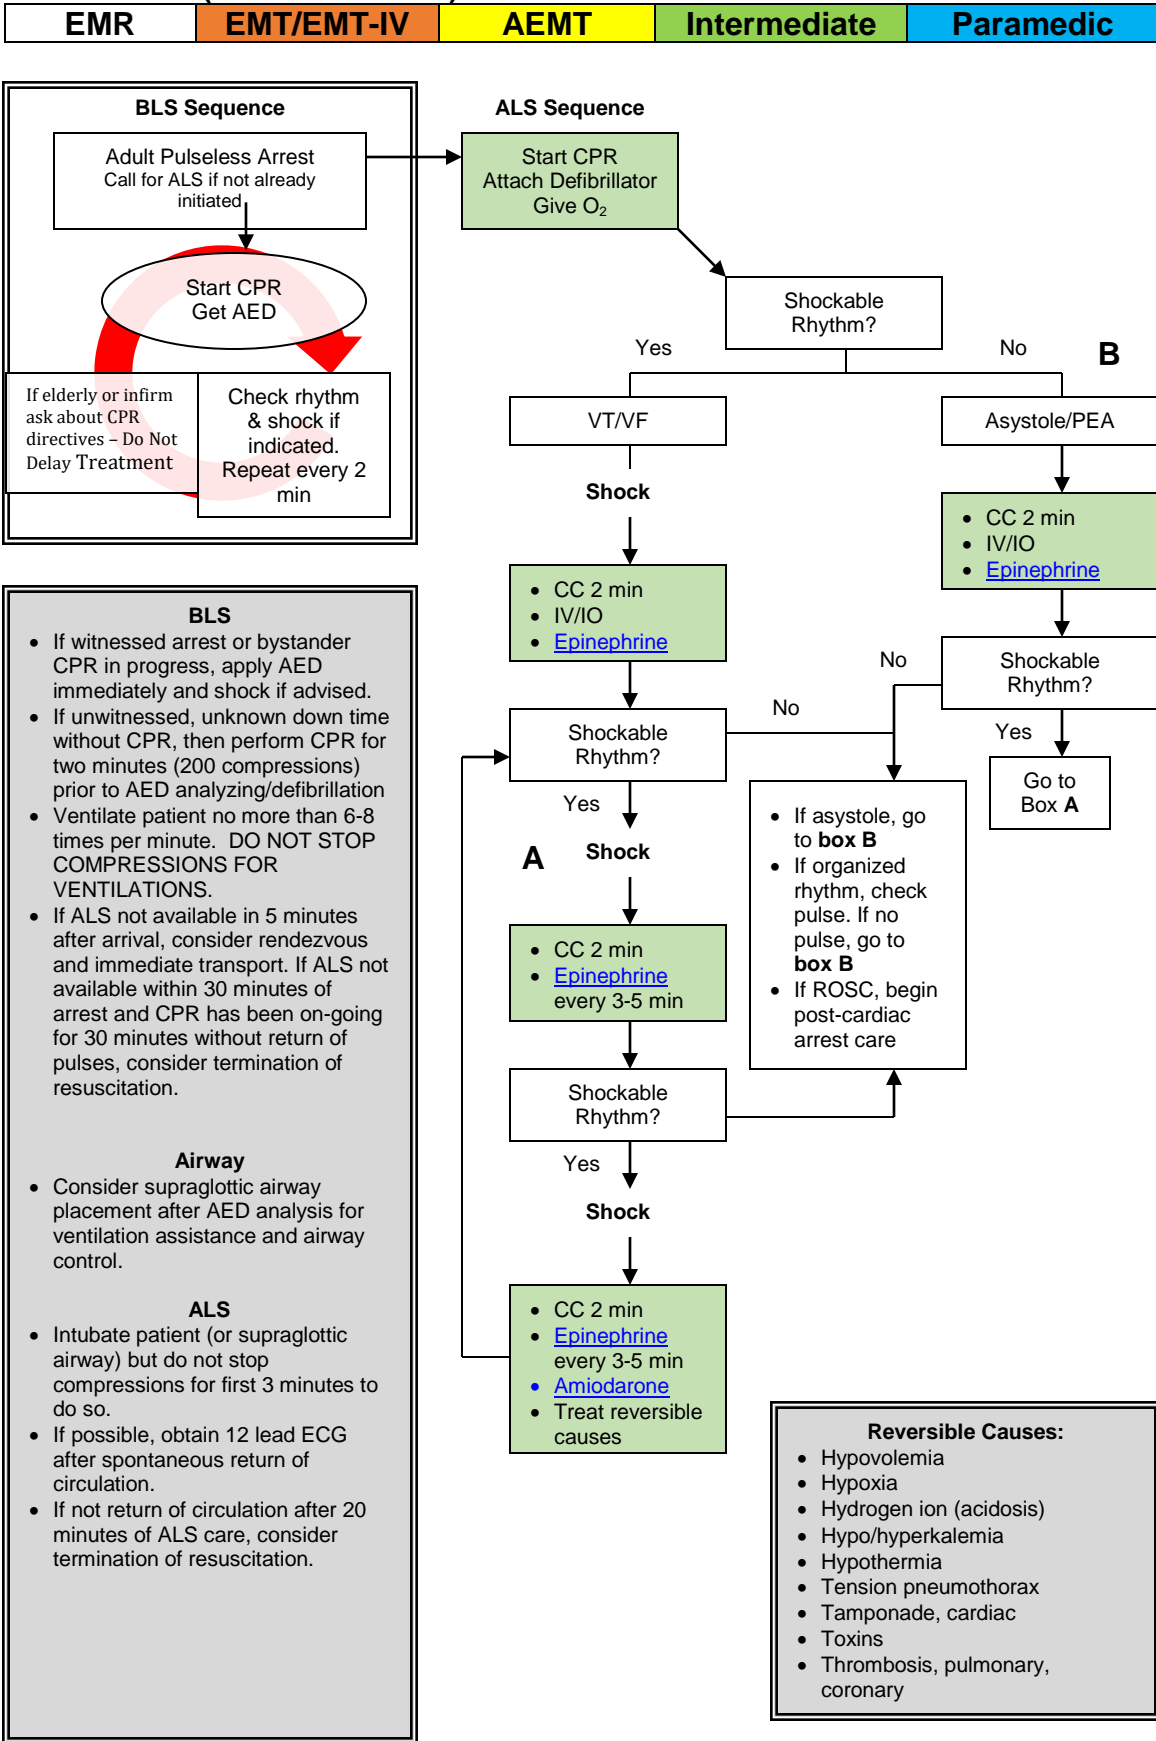 EMR EMT/EMT-IV AEMT Intermediate Paramedic
BLS Sequence
Adult Pulseless Arrest
Call for ALS if not already
initiated
Start CPR
Get AED
If elderly or infirm
ask about CPR
directives – Do Not
Delay Treatment
Check rhythm
& shock if
indicated.
Repeat every 2
min
ALS Sequence
Start CPR
Attach Defibrillator
Give O₂
Shockable
Rhythm?
Yes
No
B
VT/VF
Shock
• CC 2 min
• IV/IO
• Epinephrine
Shockable
Rhythm?
No
Yes
A
Shock
• CC 2 min
• Epinephrine
every 3-5 min
Shockable
Rhythm?
Yes
Shock
• CC 2 min
• Epinephrine
every 3-5 min
• Amiodarone
• Treat reversible
causes
Asystole/PEA
• CC 2 min
• IV/IO
• Epinephrine
Shockable
Rhythm?
No
Yes
Go to
Box A
• If asystole, go
to box B
• If organized
rhythm, check
pulse. If no
pulse, go to
box B
• If ROSC, begin
post-cardiac
arrest care
BLS
• If witnessed arrest or bystander
CPR in progress, apply AED
immediately and shock if advised.
• If unwitnessed, unknown down time
without CPR, then perform CPR for
two minutes (200 compressions)
prior to AED analyzing/defibrillation
• Ventilate patient no more than 6-8
times per minute. DO NOT STOP
COMPRESSIONS FOR
VENTILATIONS.
• If ALS not available in 5 minutes
after arrival, consider rendezvous
and immediate transport. If ALS not
available within 30 minutes of
arrest and CPR has been on-going
for 30 minutes without return of
pulses, consider termination of
resuscitation.
Airway
• Consider supraglottic airway
placement after AED analysis for
ventilation assistance and airway
control.
ALS
• Intubate patient (or supraglottic
airway) but do not stop
compressions for first 3 minutes to
do so.
• If possible, obtain 12 lead ECG
after spontaneous return of
circulation.
• If not return of circulation after 20
minutes of ALS care, consider
termination of resuscitation.
Reversible Causes:
• Hypovolemia
• Hypoxia
• Hydrogen ion (acidosis)
• Hypo/hyperkalemia
• Hypothermia
• Tension pneumothorax
• Tamponade, cardiac
• Toxins
• Thrombosis, pulmonary,
coronary